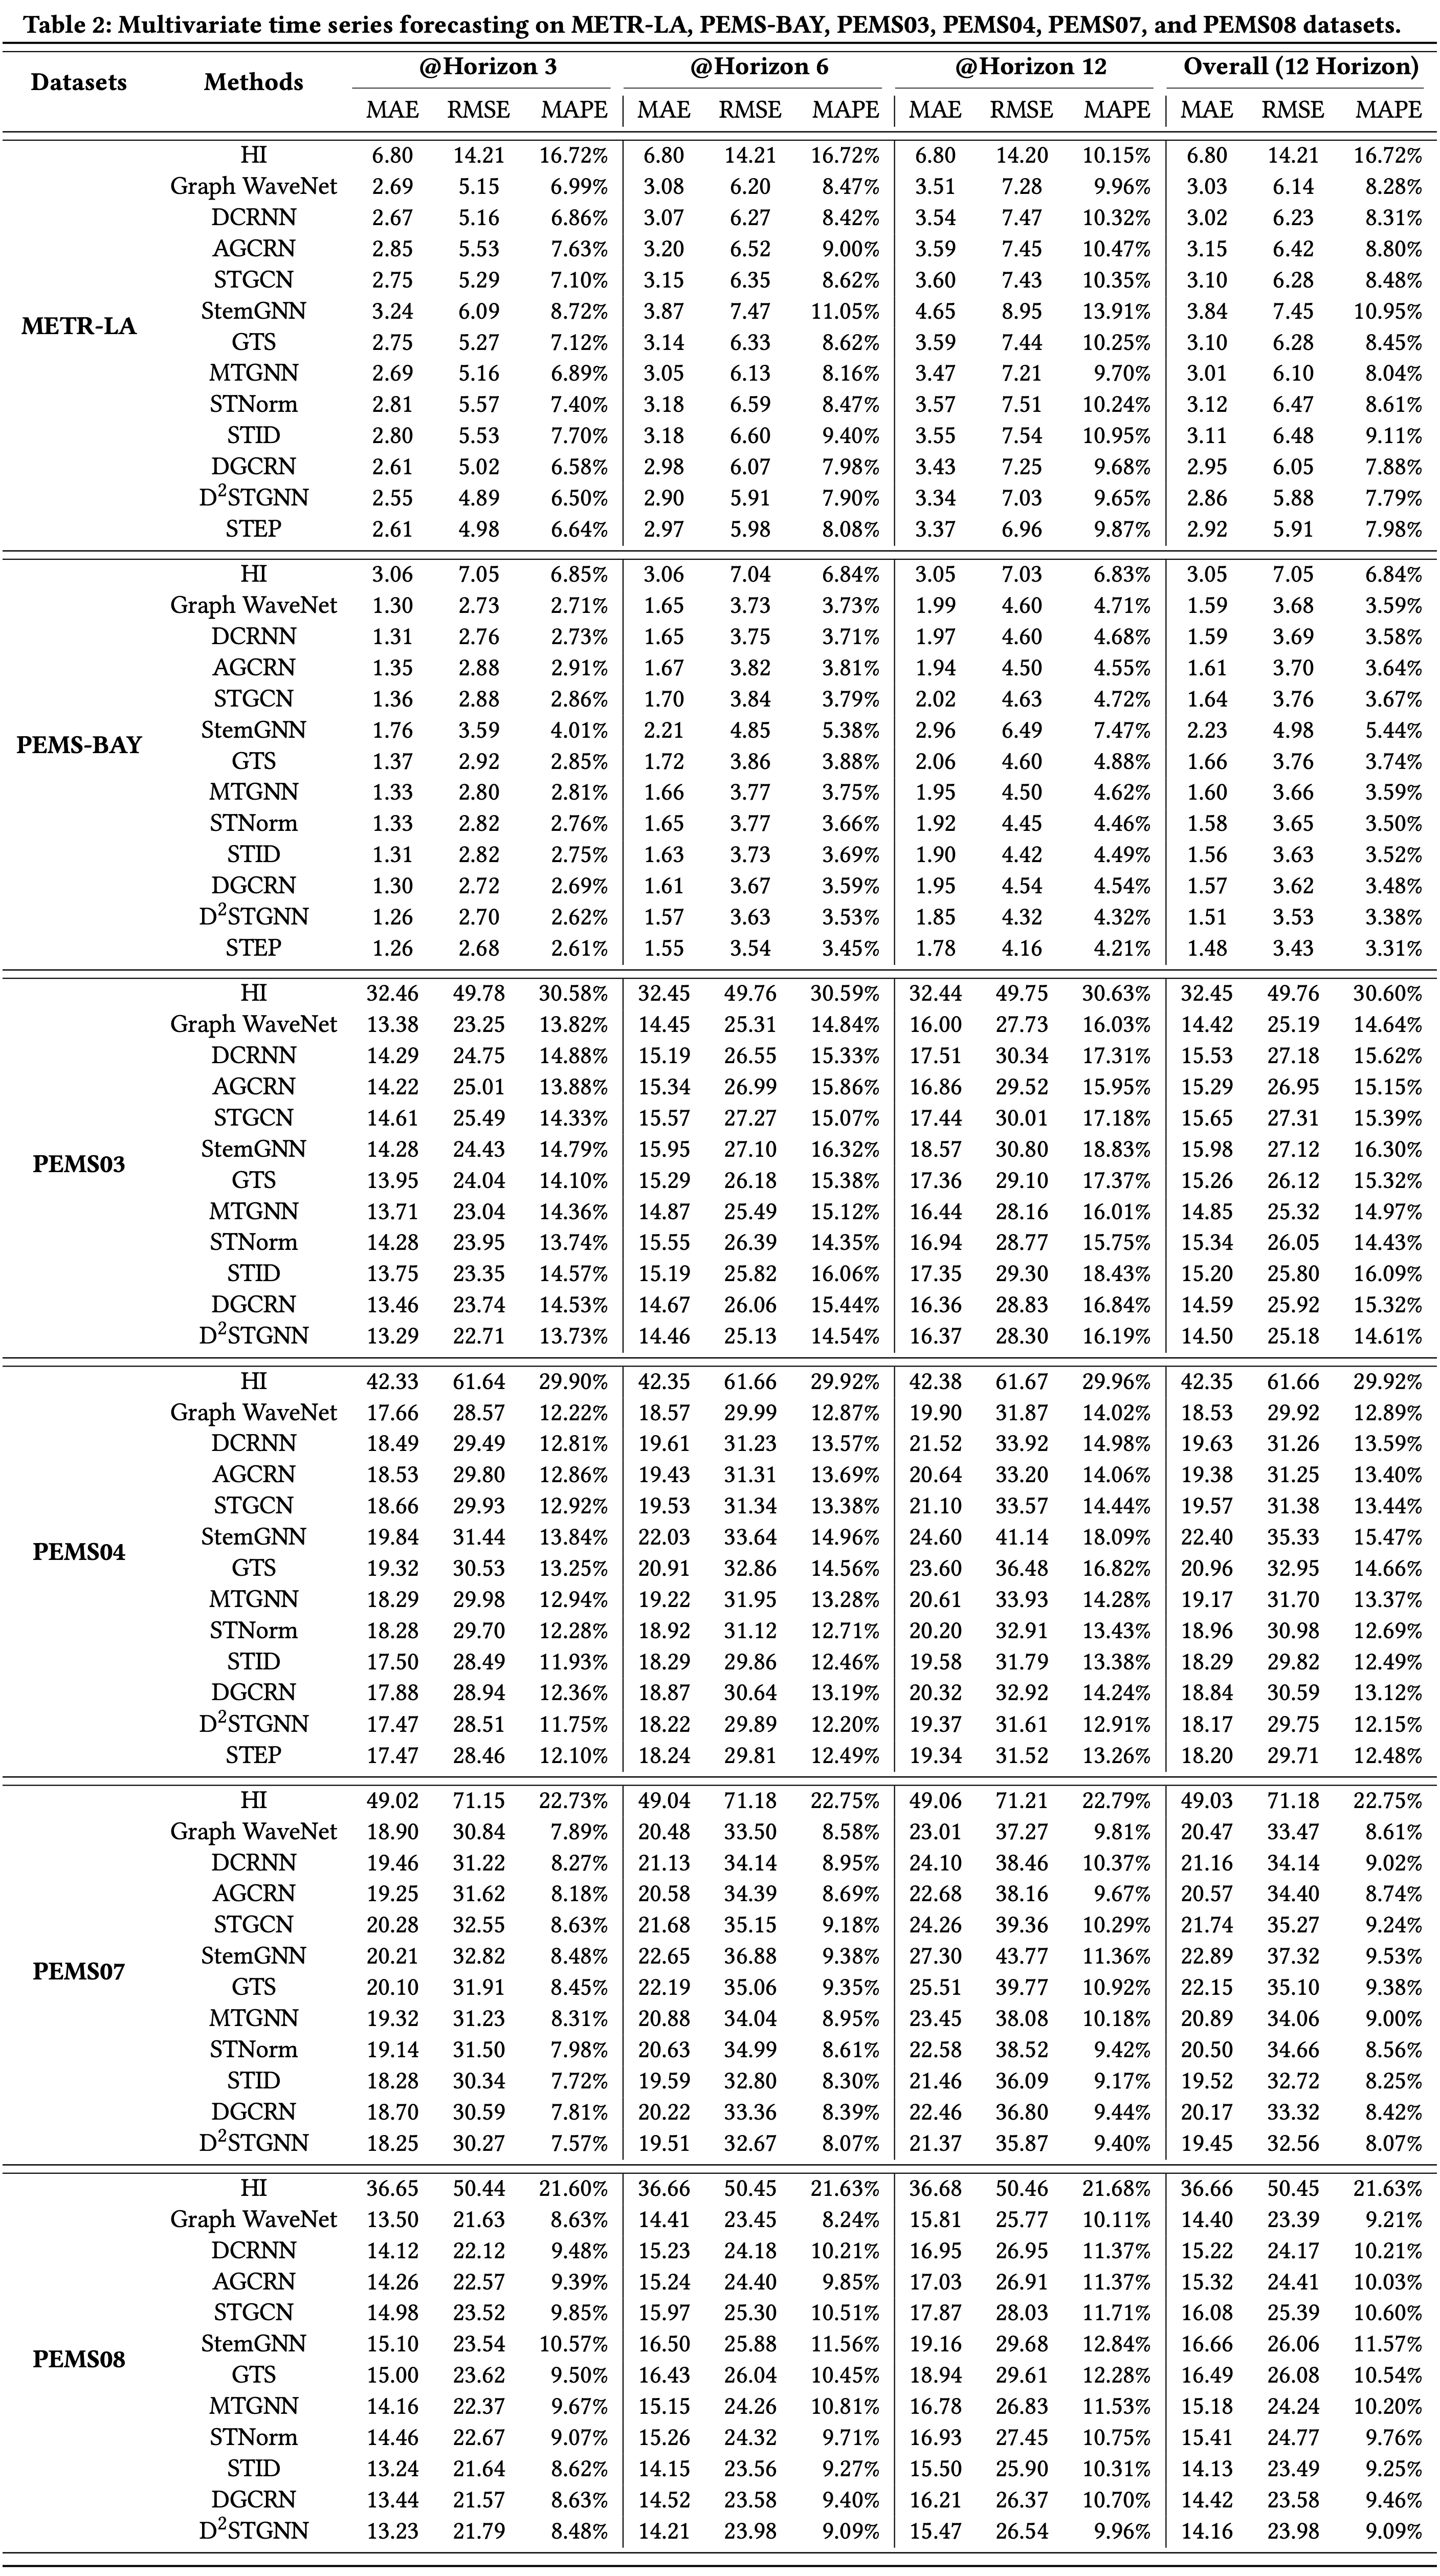 Table 2: Multivariate time series forecasting on METR-LA, PEMS-BAY, PEMS03, PEMS04, PEMS07, and PEMS08 datasets.
Datasets Methods @Horizon 3 @Horizon 6 @Horizon 12 Overall (12 Horizon)
MAE RMSE MAPE MAE RMSE MAPE MAE RMSE MAPE MAE RMSE MAPE
METR-LA
HI 6.80 14.21 16.72% 6.80 14.21 16.72% 6.80 14.20 10.15% 6.80 14.21 16.72%
Graph WaveNet 2.69 5.15 6.99% 3.08 6.20 8.47% 3.51 7.28 9.96% 3.03 6.14 8.28%
DCRNN 2.67 5.16 6.86% 3.07 6.27 8.42% 3.54 7.47 10.32% 3.02 6.23 8.31%
AGCRN 2.85 5.53 7.63% 3.20 6.52 9.00% 3.59 7.45 10.47% 3.15 6.42 8.80%
STGCN 2.75 5.29 7.10% 3.15 6.35 8.62% 3.60 7.43 10.35% 3.10 6.28 8.48%
StemGNN 3.24 6.09 8.72% 3.87 7.47 11.05% 4.65 8.95 13.91% 3.84 7.45 10.95%
GTS 2.75 5.27 7.12% 3.14 6.33 8.62% 3.59 7.44 10.25% 3.10 6.28 8.45%
MTGNN 2.69 5.16 6.89% 3.05 6.13 8.16% 3.47 7.21 9.70% 3.01 6.10 8.04%
STNorm 2.81 5.57 7.40% 3.18 6.59 8.47% 3.57 7.51 10.24% 3.12 6.47 8.61%
STID 2.80 5.53 7.70% 3.18 6.60 9.40% 3.55 7.54 10.95% 3.11 6.48 9.11%
DGCRN 2.61 5.02 6.58% 2.98 6.07 7.98% 3.43 7.25 9.68% 2.95 6.05 7.88%
D²STGNN 2.55 4.89 6.50% 2.90 5.91 7.90% 3.34 7.03 9.65% 2.86 5.88 7.79%
STEP 2.61 4.98 6.64% 2.97 5.98 8.08% 3.37 6.96 9.87% 2.92 5.91 7.98%
PEMS-BAY
HI 3.06 7.05 6.85% 3.06 7.04 6.84% 3.05 7.03 6.83% 3.05 7.05 6.84%
Graph WaveNet 1.30 2.73 2.71% 1.65 3.73 3.73% 1.99 4.60 4.71% 1.59 3.68 3.59%
DCRNN 1.31 2.76 2.73% 1.65 3.75 3.71% 1.97 4.60 4.68% 1.59 3.69 3.58%
AGCRN 1.35 2.88 2.91% 1.67 3.82 3.81% 1.94 4.50 4.55% 1.61 3.70 3.64%
STGCN 1.36 2.88 2.86% 1.70 3.84 3.79% 2.02 4.63 4.72% 1.64 3.76 3.67%
StemGNN 1.76 3.59 4.01% 2.21 4.85 5.38% 2.96 6.49 7.47% 2.23 4.98 5.44%
GTS 1.37 2.92 2.85% 1.72 3.86 3.88% 2.06 4.60 4.88% 1.66 3.76 3.74%
MTGNN 1.33 2.80 2.81% 1.66 3.77 3.75% 1.95 4.50 4.62% 1.60 3.66 3.59%
STNorm 1.33 2.82 2.76% 1.65 3.77 3.66% 1.92 4.45 4.46% 1.58 3.65 3.50%
STID 1.31 2.82 2.75% 1.63 3.73 3.69% 1.90 4.42 4.49% 1.56 3.63 3.52%
DGCRN 1.30 2.72 2.69% 1.61 3.67 3.59% 1.95 4.54 4.54% 1.57 3.62 3.48%
D²STGNN 1.26 2.70 2.62% 1.57 3.63 3.53% 1.85 4.32 4.32% 1.51 3.53 3.38%
STEP 1.26 2.68 2.61% 1.55 3.54 3.45% 1.78 4.16 4.21% 1.48 3.43 3.31%
PEMS03
HI 32.46 49.78 30.58% 32.45 49.76 30.59% 32.44 49.75 30.63% 32.45 49.76 30.60%
Graph WaveNet 13.38 23.25 13.82% 14.45 25.31 14.84% 16.00 27.73 16.03% 14.42 25.19 14.64%
DCRNN 14.29 24.75 14.88% 15.19 26.55 15.33% 17.51 30.34 17.31% 15.53 27.18 15.62%
AGCRN 14.22 25.01 13.88% 15.34 26.99 15.86% 16.86 29.52 15.95% 15.29 26.95 15.15%
STGCN 14.61 25.49 14.33% 15.57 27.27 15.07% 17.44 30.01 17.18% 15.65 27.31 15.39%
StemGNN 14.28 24.43 14.79% 15.95 27.10 16.32% 18.57 30.80 18.83% 15.98 27.12 16.30%
GTS 13.95 24.04 14.10% 15.29 26.18 15.38% 17.36 29.10 17.37% 15.26 26.12 15.32%
MTGNN 13.71 23.04 14.36% 14.87 25.49 15.12% 16.44 28.16 16.01% 14.85 25.32 14.97%
STNorm 14.28 23.95 13.74% 15.55 26.39 14.35% 16.94 28.77 15.75% 15.34 26.05 14.43%
STID 13.75 23.35 14.57% 15.19 25.82 16.06% 17.35 29.30 18.43% 15.20 25.80 16.09%
DGCRN 13.46 23.74 14.53% 14.67 26.06 15.44% 16.36 28.83 16.84% 14.59 25.92 15.32%
D²STGNN 13.29 22.71 13.73% 14.46 25.13 14.54% 16.37 28.30 16.19% 14.50 25.18 14.61%
PEMS04
HI 42.33 61.64 29.90% 42.35 61.66 29.92% 42.38 61.67 29.96% 42.35 61.66 29.92%
Graph WaveNet 17.66 28.57 12.22% 18.57 29.99 12.87% 19.90 31.87 14.02% 18.53 29.92 12.89%
DCRNN 18.49 29.49 12.81% 19.61 31.23 13.57% 21.52 33.92 14.98% 19.63 31.26 13.59%
AGCRN 18.53 29.80 12.86% 19.43 31.31 13.69% 20.64 33.20 14.06% 19.38 31.25 13.40%
STGCN 18.66 29.93 12.92% 19.53 31.34 13.38% 21.10 33.57 14.44% 19.57 31.38 13.44%
StemGNN 19.84 31.44 13.84% 22.03 33.64 14.96% 24.60 41.14 18.09% 22.40 35.33 15.47%
GTS 19.32 30.53 13.25% 20.91 32.86 14.56% 23.60 36.48 16.82% 20.96 32.95 14.66%
MTGNN 18.29 29.98 12.94% 19.22 31.95 13.28% 20.61 33.93 14.28% 19.17 31.70 13.37%
STNorm 18.28 29.70 12.28% 18.92 31.12 12.71% 20.20 32.91 13.43% 18.96 30.98 12.69%
STID 17.50 28.49 11.93% 18.29 29.86 12.46% 19.58 31.79 13.38% 18.29 29.82 12.49%
DGCRN 17.88 28.94 12.36% 18.87 30.64 13.19% 20.32 32.92 14.24% 18.84 30.59 13.12%
D²STGNN 17.47 28.51 11.75% 18.22 29.89 12.20% 19.37 31.61 12.91% 18.17 29.75 12.15%
STEP 17.47 28.46 12.10% 18.24 29.81 12.49% 19.34 31.52 13.26% 18.20 29.71 12.48%
PEMS07
HI 49.02 71.15 22.73% 49.04 71.18 22.75% 49.06 71.21 22.79% 49.03 71.18 22.75%
Graph WaveNet 18.90 30.84 7.89% 20.48 33.50 8.58% 23.01 37.27 9.81% 20.47 33.47 8.61%
DCRNN 19.46 31.22 8.27% 21.13 34.14 8.95% 24.10 38.46 10.37% 21.16 34.14 9.02%
AGCRN 19.25 31.62 8.18% 20.58 34.39 8.69% 22.68 38.16 9.67% 20.57 34.40 8.74%
STGCN 20.28 32.55 8.63% 21.68 35.15 9.18% 24.26 39.36 10.29% 21.74 35.27 9.24%
StemGNN 20.21 32.82 8.48% 22.65 36.88 9.38% 27.30 43.77 11.36% 22.89 37.32 9.53%
GTS 20.10 31.91 8.45% 22.19 35.06 9.35% 25.51 39.77 10.92% 22.15 35.10 9.38%
MTGNN 19.32 31.23 8.31% 20.88 34.04 8.95% 23.45 38.08 10.18% 20.89 34.06 9.00%
STNorm 19.14 31.50 7.98% 20.63 34.99 8.61% 22.58 38.52 9.42% 20.50 34.66 8.56%
STID 18.28 30.34 7.72% 19.59 32.80 8.30% 21.46 36.09 9.17% 19.52 32.72 8.25%
DGCRN 18.70 30.59 7.81% 20.22 33.36 8.39% 22.46 36.80 9.44% 20.17 33.32 8.42%
D²STGNN 18.25 30.27 7.57% 19.51 32.67 8.07% 21.37 35.87 9.40% 19.45 32.56 8.07%
PEMS08
HI 36.65 50.44 21.60% 36.66 50.45 21.63% 36.68 50.46 21.68% 36.66 50.45 21.63%
Graph WaveNet 13.50 21.63 8.63% 14.41 23.45 8.24% 15.81 25.77 10.11% 14.40 23.39 9.21%
DCRNN 14.12 22.12 9.48% 15.23 24.18 10.21% 16.95 26.95 11.37% 15.22 24.17 10.21%
AGCRN 14.26 22.57 9.39% 15.24 24.40 9.85% 17.03 26.91 11.37% 15.32 24.41 10.03%
STGCN 14.98 23.52 9.85% 15.97 25.30 10.51% 17.87 28.03 11.71% 16.08 25.39 10.60%
StemGNN 15.10 23.54 10.57% 16.50 25.88 11.56% 19.16 29.68 12.84% 16.66 26.06 11.57%
GTS 15.00 23.62 9.50% 16.43 26.04 10.45% 18.94 29.61 12.28% 16.49 26.08 10.54%
MTGNN 14.16 22.37 9.67% 15.15 24.26 10.81% 16.78 26.83 11.53% 15.18 24.24 10.20%
STNorm 14.46 22.67 9.07% 15.26 24.32 9.71% 16.93 27.45 10.75% 15.41 24.77 9.76%
STID 13.24 21.64 8.62% 14.15 23.56 9.27% 15.50 25.90 10.31% 14.13 23.49 9.25%
DGCRN 13.44 21.57 8.63% 14.52 23.58 9.40% 16.21 26.37 10.70% 14.42 23.58 9.46%
D²STGNN 13.23 21.79 8.48% 14.21 23.98 9.09% 15.47 26.54 9.96% 14.16 23.98 9.09%